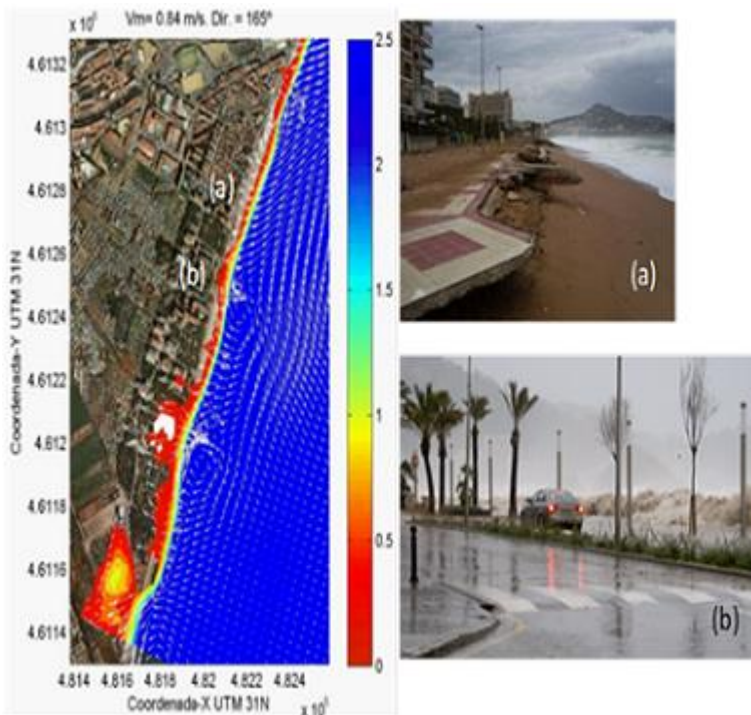 Vm= 0.84 m/s. Dir. = 165º
x 10⁶
4.6132
4.613
4.6128
4.6126
4.6124
4.6122
4.612
4.6118
4.6116
4.6114
Coordenada-Y UTM 31N
(a)
(b)
4.814 4.816 4.818 4.82 4.822 4.824
Coordenada-X UTM 31N
x 10⁵
2.5
2
1.5
1
0.5
0
(a)
(b)